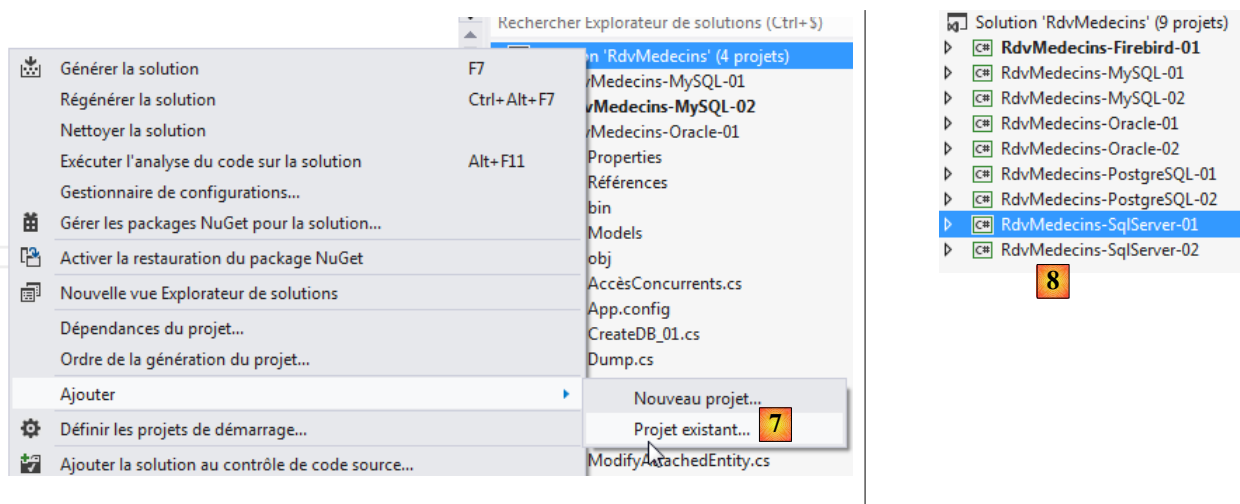 Rechercher Explorateur de solutions (Ctrl+$)
n 'RdvMedecins' (4 projets)
Medecins-MySQL-01
Medecins-MySQL-02
Medecins-Oracle-01
Properties
Références
bin
Models
obj
AccèsConcurrents.cs
App.config
CreateDB_01.cs
Dump.cs
Générer la solution F7
Régénérer la solution Ctrl+Alt+F7
Nettoyer la solution
Exécuter l'analyse du code sur la solution Alt+F11
Gestionnaire de configurations...
Gérer les packages NuGet pour la solution...
Activer la restauration du package NuGet
Nouvelle vue Explorateur de solutions
Dépendances du projet...
Ordre de la génération du projet...
Ajouter
Définir les projets de démarrage...
Ajouter la solution au contrôle de code source...
Nouveau projet...
Projet existant... 7
ModifyAttachedEntity.cs
Solution 'RdvMedecins' (9 projets)
C# RdvMedecins-Firebird-01
C# RdvMedecins-MySQL-01
C# RdvMedecins-MySQL-02
C# RdvMedecins-Oracle-01
C# RdvMedecins-Oracle-02
C# RdvMedecins-PostgreSQL-01
C# RdvMedecins-PostgreSQL-02
C# RdvMedecins-SqlServer-01
C# RdvMedecins-SqlServer-02
8